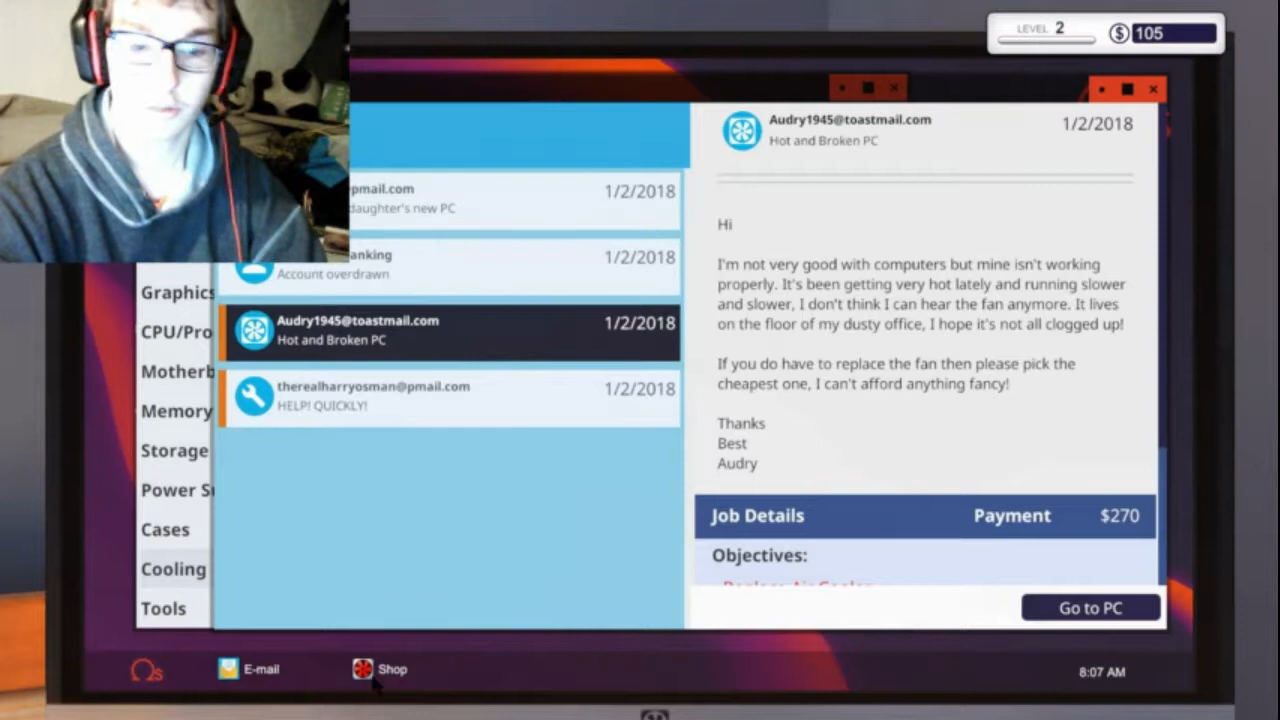 LEVEL 2
$ 105
pmail.com 1/2/2018
daughter's new PC
anking 1/2/2018
Account overdrawn
Audry1945@toastmail.com 1/2/2018
Hot and Broken PC
therealharryosman@pmail.com 1/2/2018
HELP! QUICKLY!
Graphics
CPU/Pro
Motherb
Memory
Storage
Power S
Cases
Cooling
Tools
Audry1945@toastmail.com 1/2/2018
Hot and Broken PC
Hi
I'm not very good with computers but mine isn't working
properly. It's been getting very hot lately and running slower
and slower, I don't think I can hear the fan anymore. It lives
on the floor of my dusty office, I hope it's not all clogged up!
If you do have to replace the fan then please pick the
cheapest one, I can't afford anything fancy!
Thanks
Best
Audry
Job Details Payment $270
Objectives:
Replace Air Cooler
Go to PC
E-mail
Shop
8:07 AM